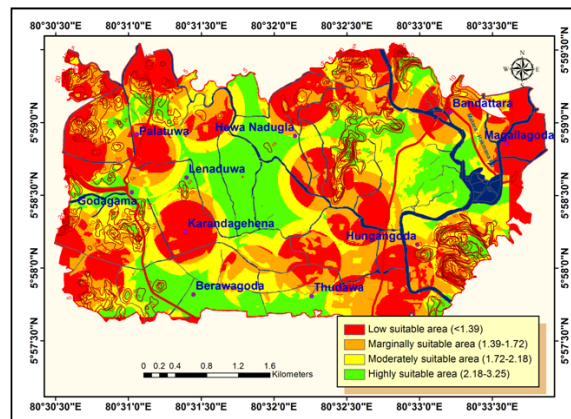 80°30'30"E 80°31'0"E 80°31'30"E 80°32'0"E 80°32'30"E 80°33'0"E 80°33'30"E
N
W E
S
Bandattara
5°59'0"N 5°59'0"N
Palatuwa Hewa Nadugla Magallagoda
Lenaduwa
5°58'30"N
Godagama
Karandagehena
Hungangoda
5°58'0"N
Berawagoda Thudawa
5°57'30"N
Low suitable area (<1.39)
Marginally suitable area (1.39-1.72)
Moderately suitable area (1.72-2.18)
Highly suitable area (2.18-3.25)
0 0.2 0.4 0.8 1.2 1.6
Kilometers
80°30'30"E 80°31'0"E 80°31'30"E 80°32'0"E 80°32'30"E 80°33'0"E 80°33'30"E